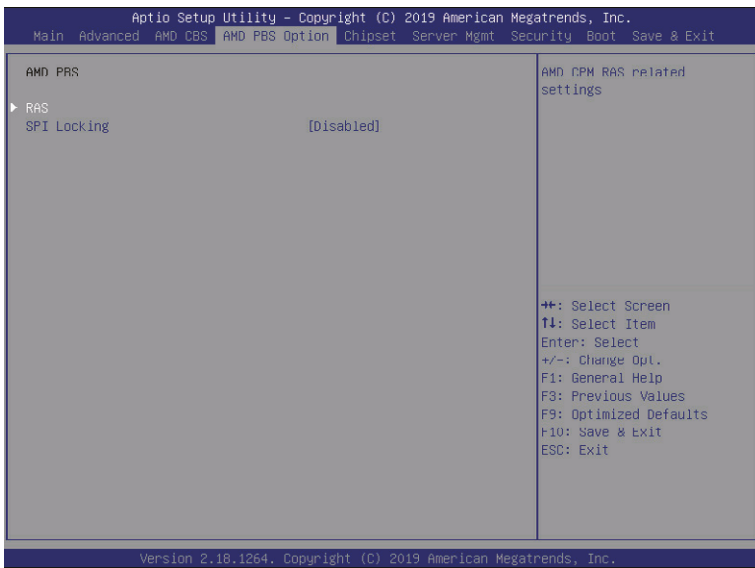 Aptio Setup Utility – Copyright (C) 2019 American Megatrends, Inc.
Main Advanced AMD CBS AMD PBS Option Chipset Server Mgmt Security Boot Save & Exit
AMD PBS
AMD CPM RAS related
settings
RAS
SPI Locking [Disabled]
→←: Select Screen
↑↓: Select Item
Enter: Select
+/-: Change Opt.
F1: General Help
F3: Previous Values
F9: Optimized Defaults
F10: Save & Exit
ESC: Exit
Version 2.18.1264. Copyright (C) 2019 American Megatrends, Inc.